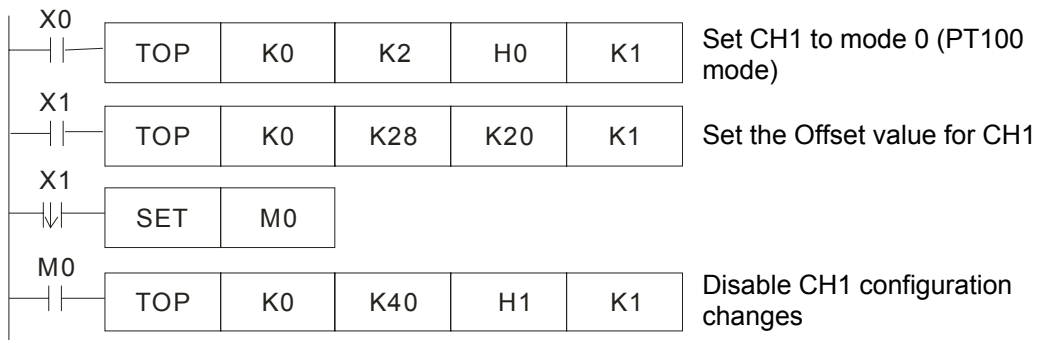 X0
TOP K0 K2 H0 K1 Set CH1 to mode 0 (PT100
mode)
X1
TOP K0 K28 K20 K1 Set the Offset value for CH1
X1
SET M0
M0
TOP K0 K40 H1 K1 Disable CH1 configuration
changes